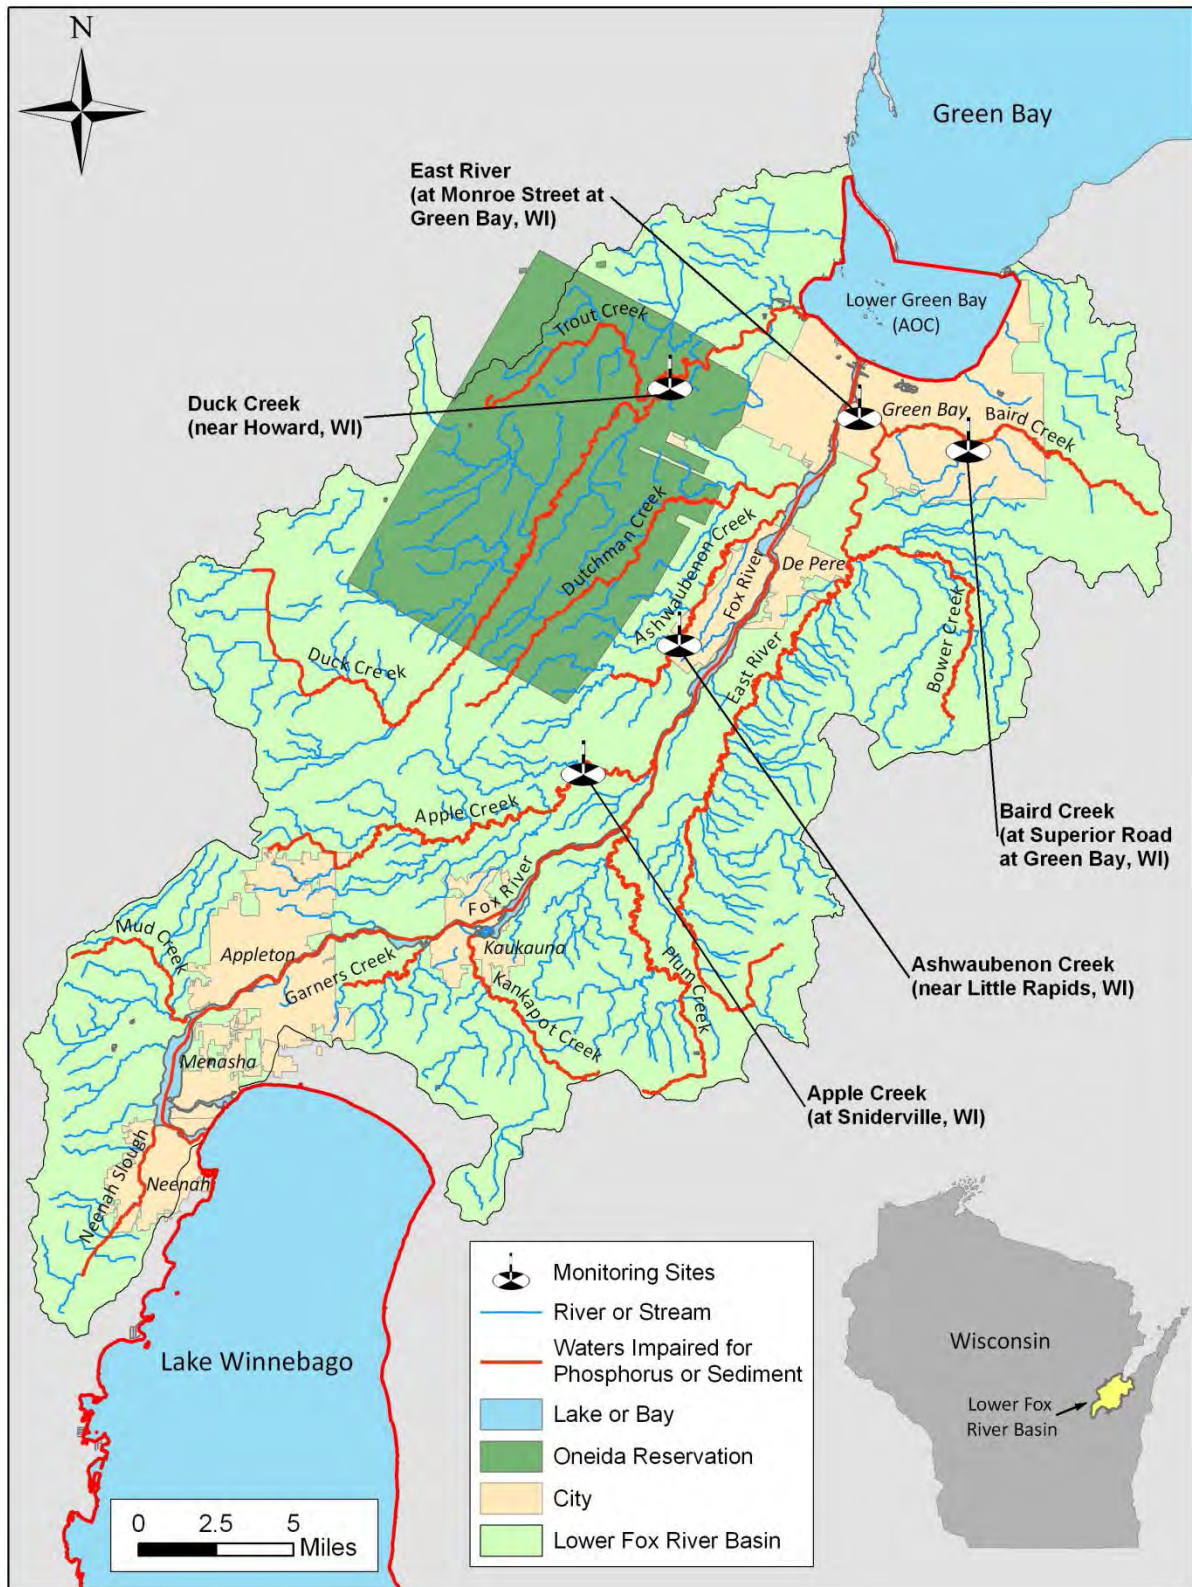 N
Green Bay
East River
(at Monroe Street at
Green Bay, WI)
Lower Green Bay
(AOC)
Trout Creek
Duck Creek
(near Howard, WI)
Green Bay
Baird Creek
Dutchman Creek
Ashwaubenon Creek
Fox River
De Pere
Bower Creek
East River
Duck Creek
Apple Creek
Baird Creek
(at Superior Road
at Green Bay, WI)
Fox River
Mud Creek
Appleton
Kaukauna
Garners Creek
Kankapot Creek
Plum Creek
Ashwaubenon Creek
(near Little Rapids, WI)
Menasha
Apple Creek
(at Sniderville, WI)
Neenah Slough
Neenah
Lake Winnebago
Monitoring Sites
River or Stream
Waters Impaired for
Phosphorus or Sediment
Lake or Bay
Oneida Reservation
City
Lower Fox River Basin
0 2.5 5
Miles
Wisconsin
Lower Fox
River Basin